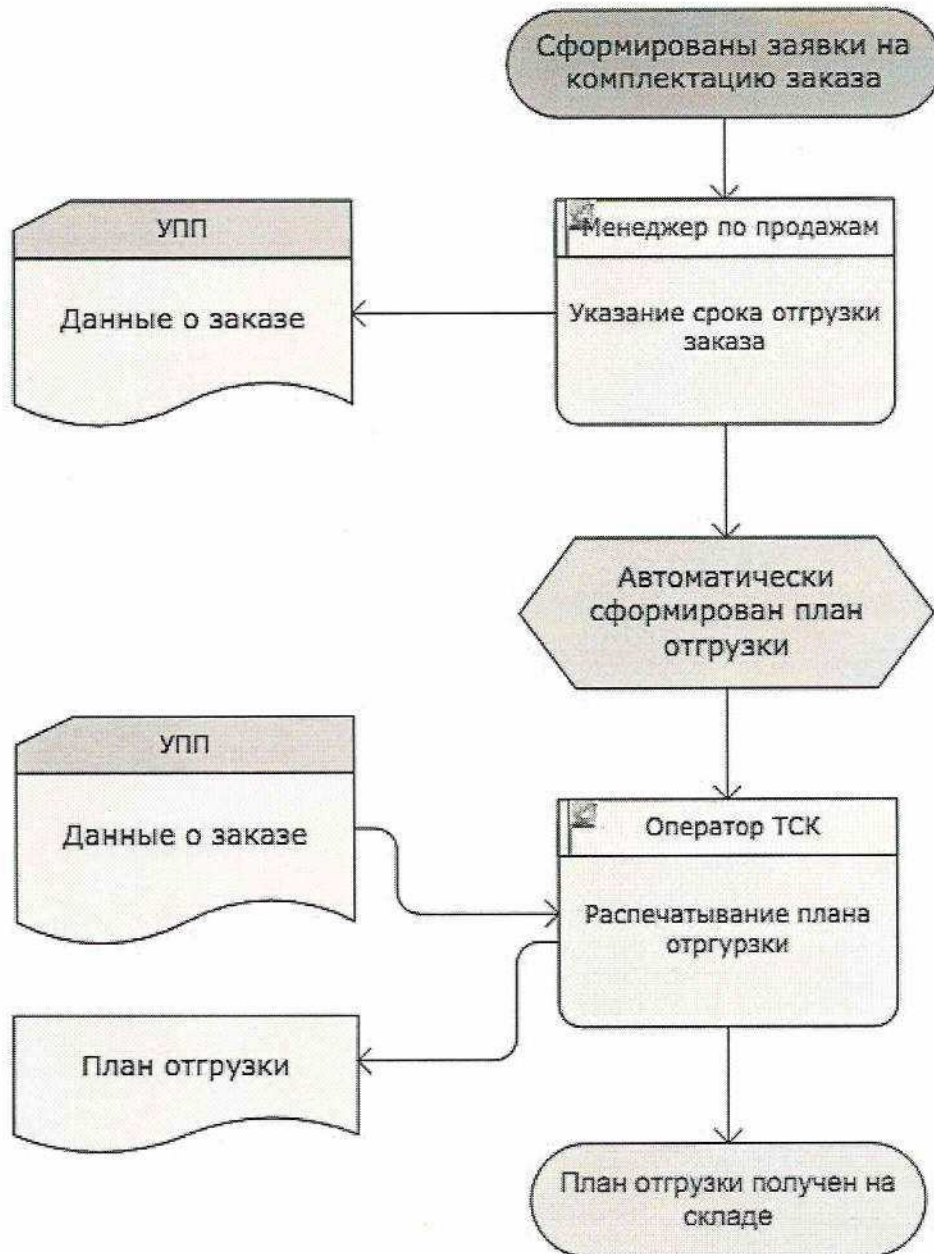 Сформированы заявки на
комплектацию заказа
УПП
Данные о заказе
Менеджер по продажам
Указание срока отгрузки
заказа
Автоматически
сформирован план
отгрузки
УПП
Данные о заказе
Оператор ТСК
Распечатывание плана
отргурзки
План отгрузки
План отгрузки получен на
складе